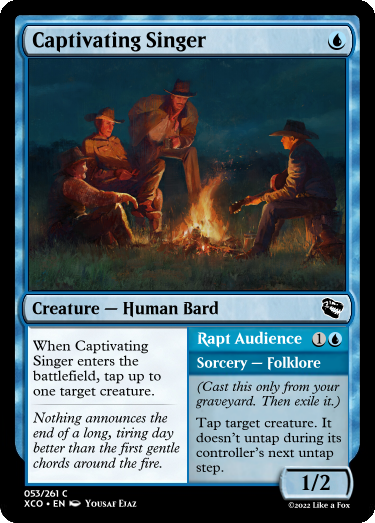 Captivating Singer
Creature — Human Bard
When Captivating
Singer enters the
battlefield, tap up to
one target creature.
Nothing announces the
end of a long, tiring day
better than the first gentle
chords around the fire.
Rapt Audience 1
Sorcery — Folklore
(Cast this only from your
graveyard. Then exile it.)
Tap target creature. It
doesn't untap during its
controller's next untap
step.
1/2
053/261 C
XCO • EN Yousaf Ejaz
©2022 Like a Fox